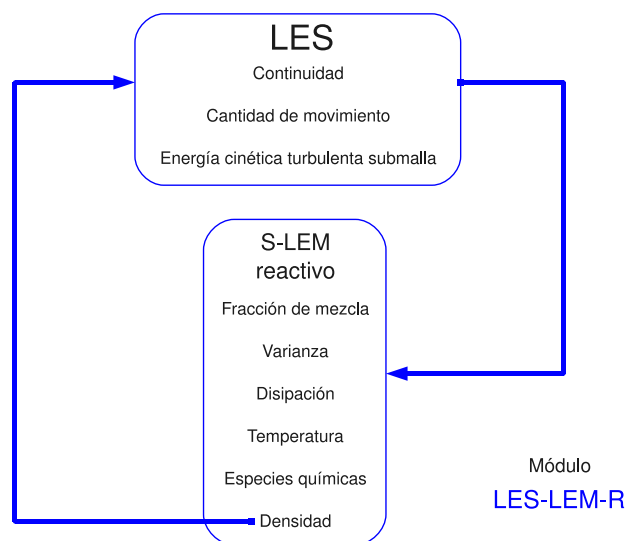 LES
Continuidad
Cantidad de movimiento
Energía cinética turbulenta submalla
S-LEM
reactivo
Fracción de mezcla
Varianza
Disipación
Temperatura
Especies químicas
Densidad
Módulo
LES-LEM-R